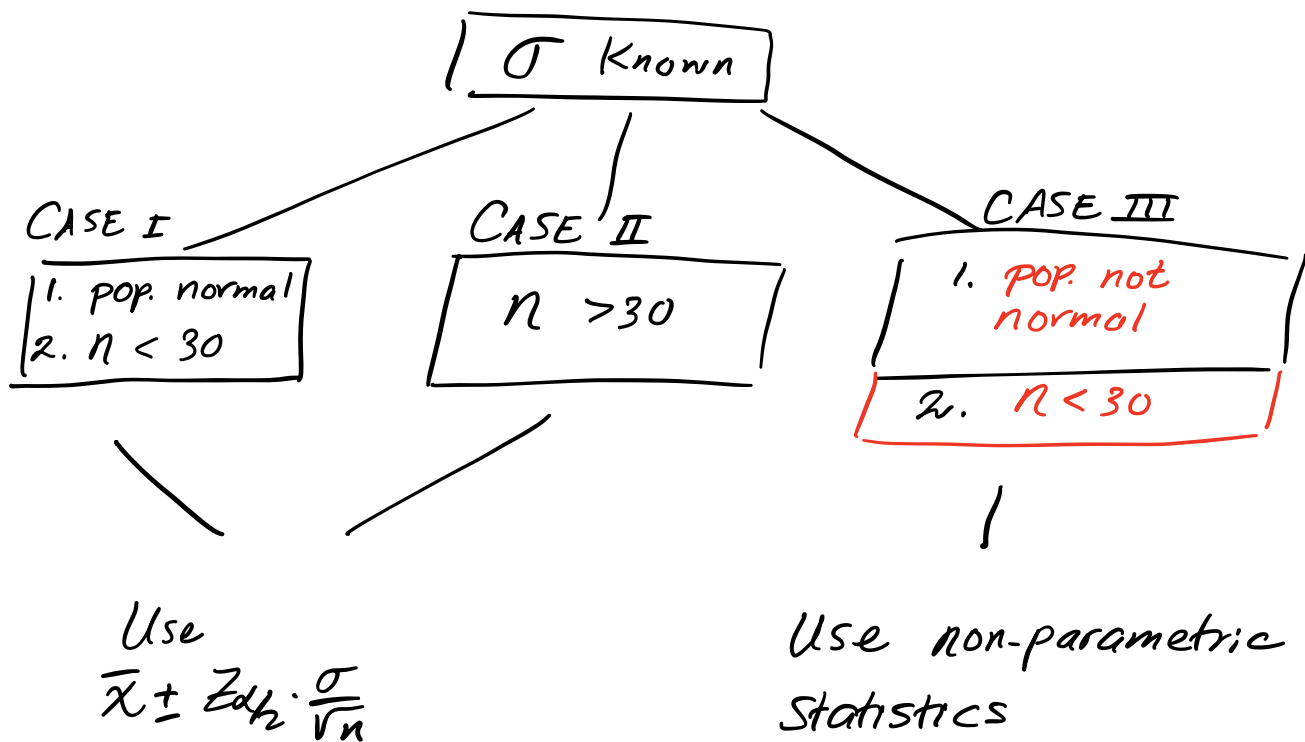 σ Known
CASE I
1. pop. normal
2. n < 30
CASE II
n > 30
CASE III
1. pop. not
normal
2. n < 30
Use
x̄ ± Zα/2 · σ/√n
Use non-parametric
statistics